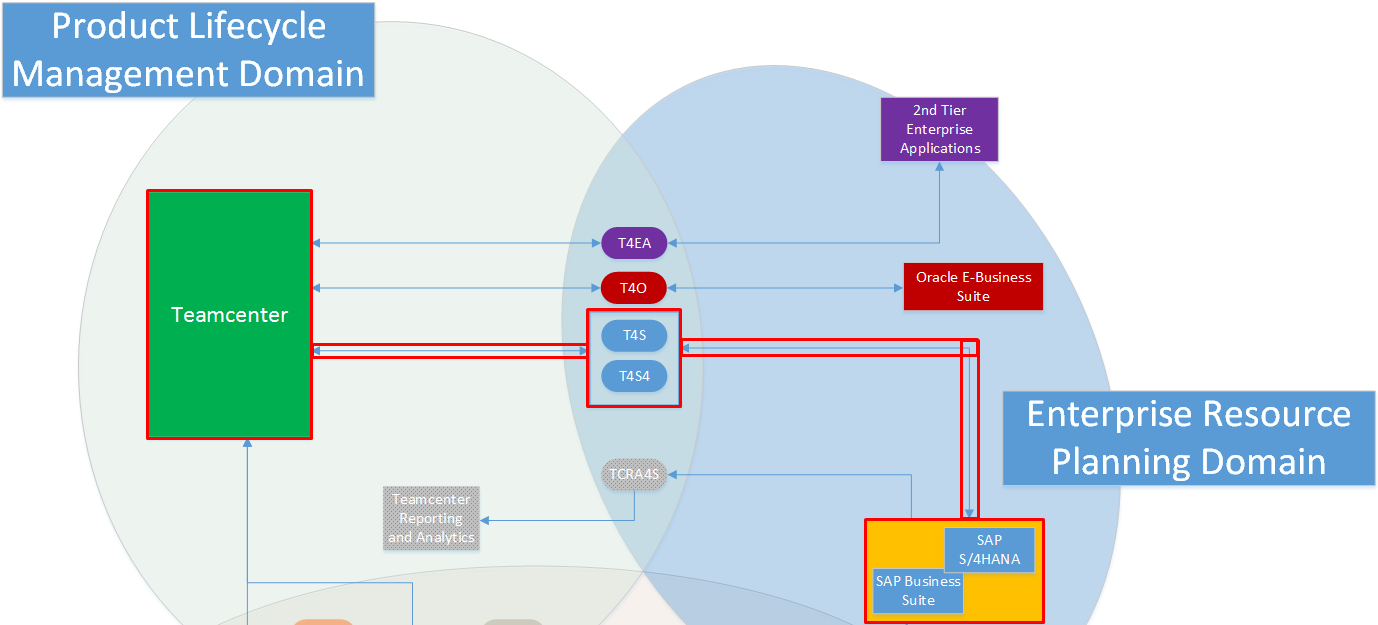 Product Lifecycle
Management Domain
2nd Tier
Enterprise
Applications
T4EA
Oracle E-Business
Suite
T4O
Teamcenter
T4S
T4S4
Enterprise Resource
Planning Domain
TCRA4S
Teamcenter
Reporting
and Analytics
SAP
S/4HANA
SAP Business
Suite